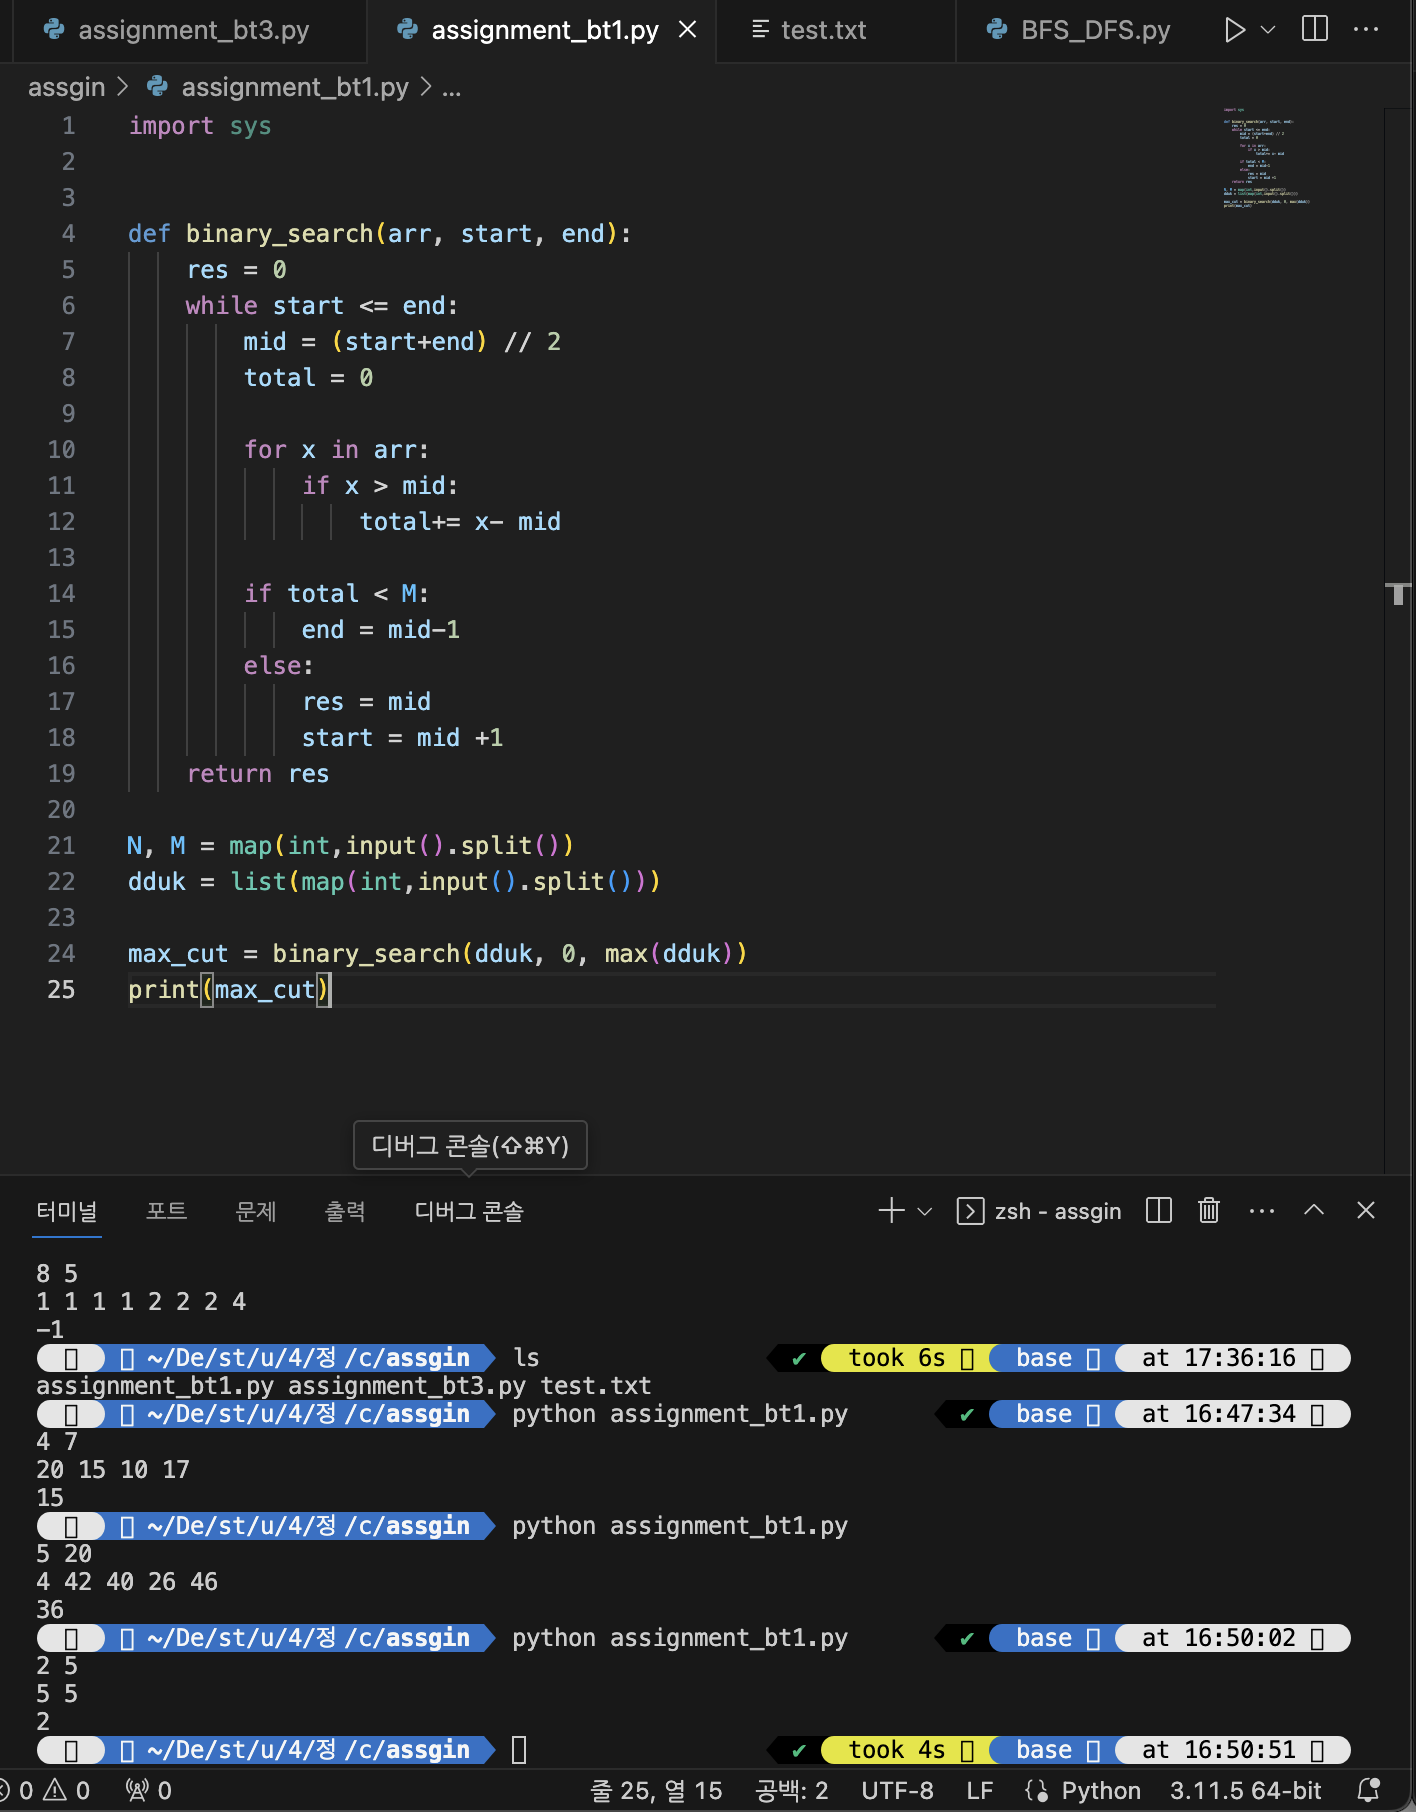 assignment_bt3.py assignment_bt1.py test.txt BFS_DFS.py
assgin > assignment_bt1.py > ...
1 import sys
2
3
4 def binary_search(arr, start, end):
5 res = 0
6 while start <= end:
7 mid = (start+end) // 2
8 total = 0
9
10 for x in arr:
11 if x > mid:
12 total+= x- mid
13
14 if total < M:
15 end = mid-1
16 else:
17 res = mid
18 start = mid +1
19 return res
20
21 N, M = map(int,input().split())
22 dduk = list(map(int,input().split()))
23
24 max_cut = binary_search(dduk, 0, max(dduk))
25 print(max_cut)
디버그 콘솔(⇧⌘Y)
터미널 포트 문제 출력 디버그 콘솔 zsh - assgin
8 5
1 1 1 1 2 2 2 4
-1
~/De/st/u/4/정 /c/assgin ls ✔ took 6s base at 17:36:16
assignment_bt1.py assignment_bt3.py test.txt
~/De/st/u/4/정 /c/assgin python assignment_bt1.py ✔ base at 16:47:34
4 7
20 15 10 17
15
~/De/st/u/4/정 /c/assgin python assignment_bt1.py
5 20
4 42 40 26 46
36
~/De/st/u/4/정 /c/assgin python assignment_bt1.py ✔ base at 16:50:02
2 5
5 5
2
~/De/st/u/4/정 /c/assgin ✔ took 4s base at 16:50:51
0 0 0 줄 25, 열 15 공백: 2 UTF-8 LF Python 3.11.5 64-bit